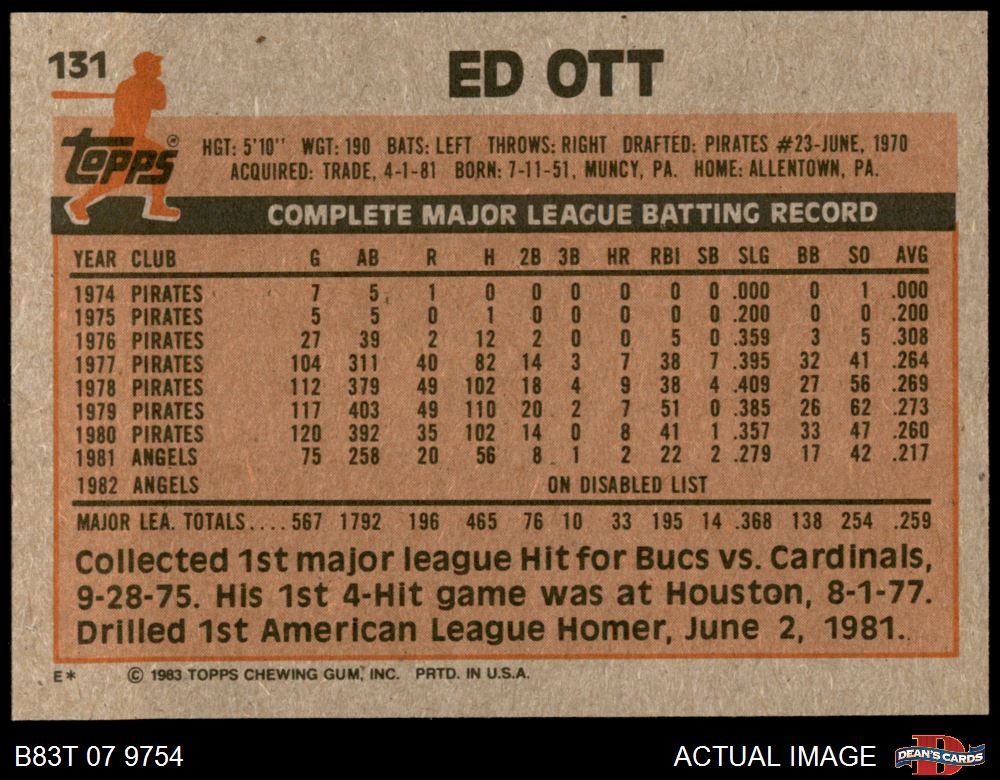 131
ED OTT
topps®
HGT: 5'10" WGT: 190 BATS: LEFT THROWS: RIGHT DRAFTED: PIRATES #23-JUNE, 1970
ACQUIRED: TRADE, 4-1-81 BORN: 7-11-51, MUNCY, PA. HOME: ALLENTOWN, PA.
COMPLETE MAJOR LEAGUE BATTING RECORD
YEAR CLUB G AB R H 2B 3B HR RBI SB SLG BB SO AVG
1974 PIRATES 7 5 1 0 0 0 0 0 0 .000 0 1 .000
1975 PIRATES 5 5 0 1 0 0 0 0 0 .200 0 0 .200
1976 PIRATES 27 39 2 12 2 0 0 5 0 .359 3 5 .308
1977 PIRATES 104 311 40 82 14 3 7 38 7 .395 32 41 .264
1978 PIRATES 112 379 49 102 18 4 9 38 4 .409 27 56 .269
1979 PIRATES 117 403 49 110 20 2 7 51 0 .385 26 62 .273
1980 PIRATES 120 392 35 102 14 0 8 41 1 .357 33 47 .260
1981 ANGELS 75 258 20 56 8 1 2 22 2 .279 17 42 .217
1982 ANGELS ON DISABLED LIST
MAJOR LEA. TOTALS.... 567 1792 196 465 76 10 33 195 14 .368 138 254 .259
Collected 1st major league Hit for Bucs vs. Cardinals,
9-28-75. His 1st 4-Hit game was at Houston, 8-1-77.
Drilled 1st American League Homer, June 2, 1981.
E* © 1983 TOPPS CHEWING GUM, INC. PRTD. IN U.S.A.
B83T 07 9754
ACTUAL IMAGE
D
DEAN'S CARDS